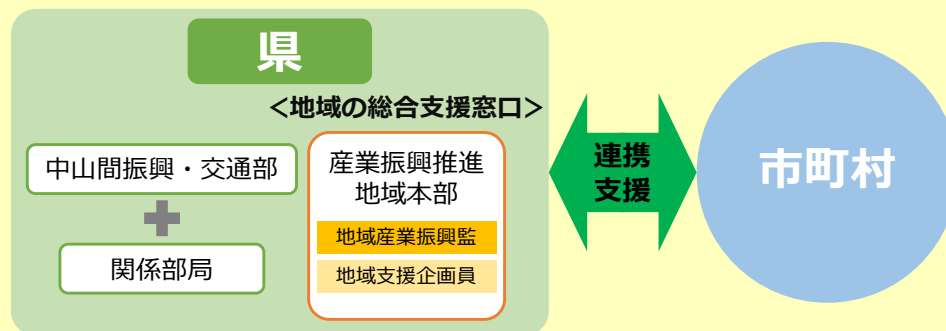 県
<地域の総合支援窓口>
中山間振興・交通部
関係部局
産業振興推進
地域本部
地域産業振興監
地域支援企画員
連携
支援
市町村